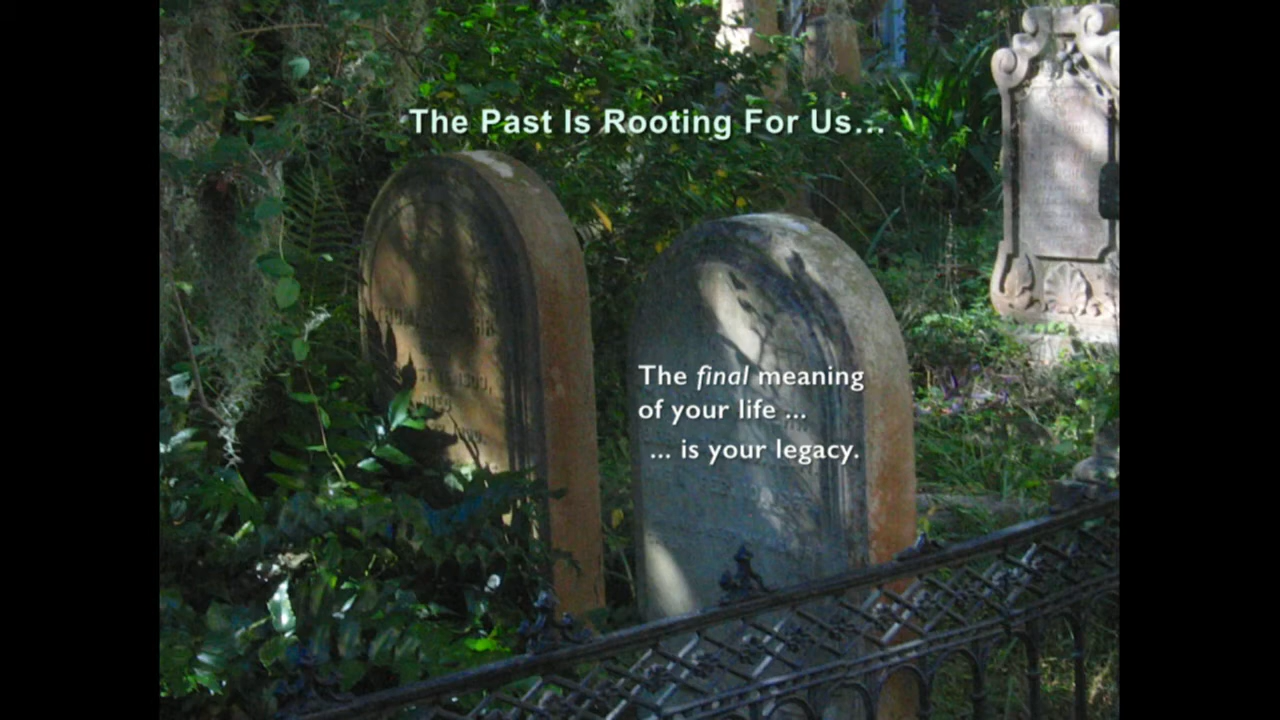 The Past Is Rooting For Us...
The final meaning
of your life ...
... is your legacy.